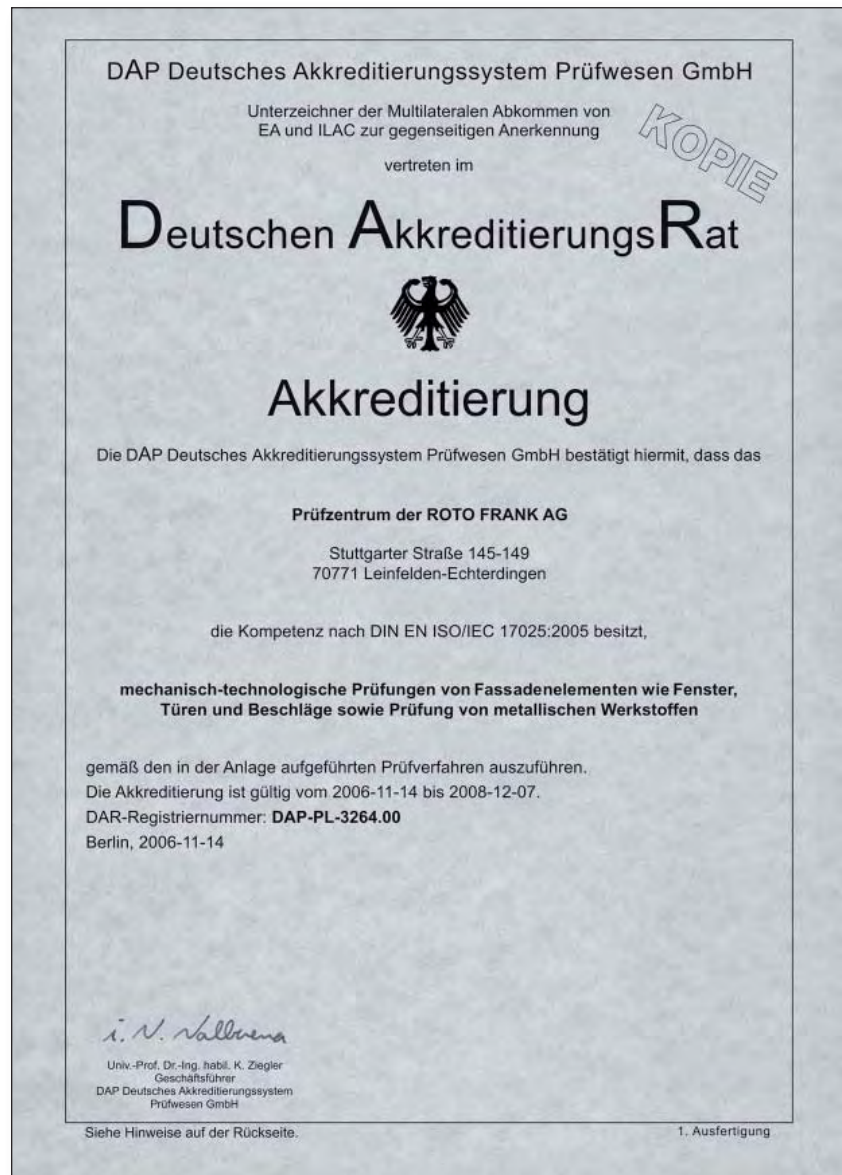 DAP Deutsches Akkreditierungssystem Prüfwesen GmbH
Unterzeichner der Multilateralen Abkommen von
EA und ILAC zur gegenseitigen Anerkennung
KOPIE
vertreten im
Deutschen AkkreditierungsRat
Akkreditierung
Die DAP Deutsches Akkreditierungssystem Prüfwesen GmbH bestätigt hiermit, dass das
Prüfzentrum der ROTO FRANK AG
Stuttgarter Straße 145-149
70771 Leinfelden-Echterdingen
die Kompetenz nach DIN EN ISO/IEC 17025:2005 besitzt,
mechanisch-technologische Prüfungen von Fassadenelementen wie Fenster,
Türen und Beschläge sowie Prüfung von metallischen Werkstoffen
gemäß den in der Anlage aufgeführten Prüfverfahren auszuführen.
Die Akkreditierung ist gültig vom 2006-11-14 bis 2008-12-07.
DAR-Registriernummer: DAP-PL-3264.00
Berlin, 2006-11-14
i. V. Valbuena
Univ.-Prof. Dr.-Ing. habil. K. Ziegler
Geschäftsführer
DAP Deutsches Akkreditierungssystem
Prüfwesen GmbH
Siehe Hinweise auf der Rückseite.
1. Ausfertigung